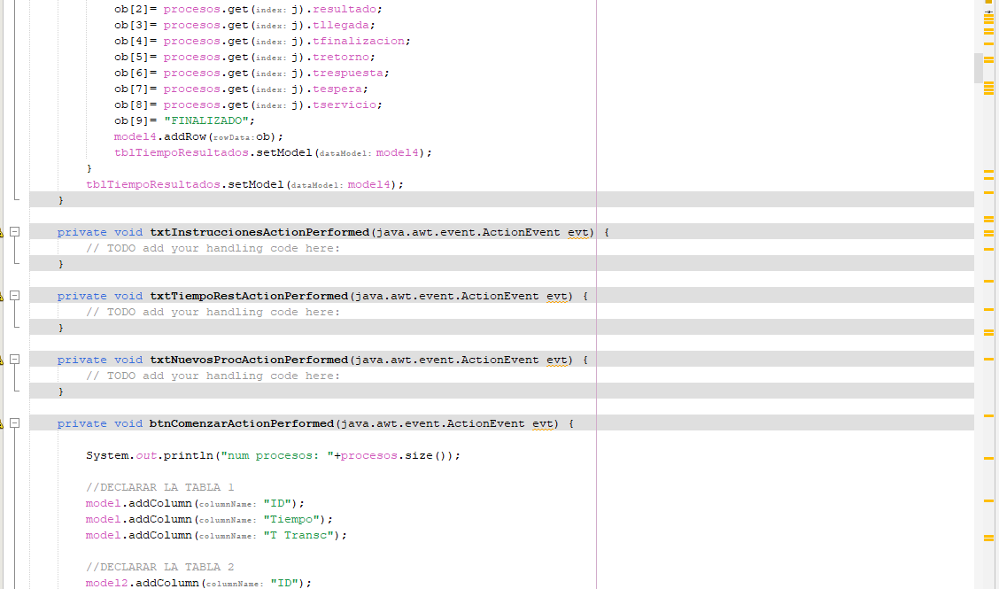 ob[2]= procesos.get(index: j).resultado;
ob[3]= procesos.get(index: j).tllegada;
ob[4]= procesos.get(index: j).tfinalizacion;
ob[5]= procesos.get(index: j).tretorno;
ob[6]= procesos.get(index: j).trespuesta;
ob[7]= procesos.get(index: j).tespera;
ob[8]= procesos.get(index: j).tservicio;
ob[9]= "FINALIZADO";
model4.addRow(rowData:ob);
tblTiempoResultados.setModel(dataModel: model4);
}
tblTiempoResultados.setModel(dataModel: model4);
}
private void txtInstruccionesActionPerformed(java.awt.event.ActionEvent evt) {
// TODO add your handling code here:
}
private void txtTiempoRestActionPerformed(java.awt.event.ActionEvent evt) {
// TODO add your handling code here:
}
private void txtNuevosProcActionPerformed(java.awt.event.ActionEvent evt) {
// TODO add your handling code here:
}
private void btnComenzarActionPerformed(java.awt.event.ActionEvent evt) {
System.out.println("num procesos: "+procesos.size());
//DECLARAR LA TABLA 1
model.addColumn(columnName: "ID");
model.addColumn(columnName: "Tiempo");
model.addColumn(columnName: "T Transc");
//DECLARAR LA TABLA 2
model2.addColumn(columnName: "ID");